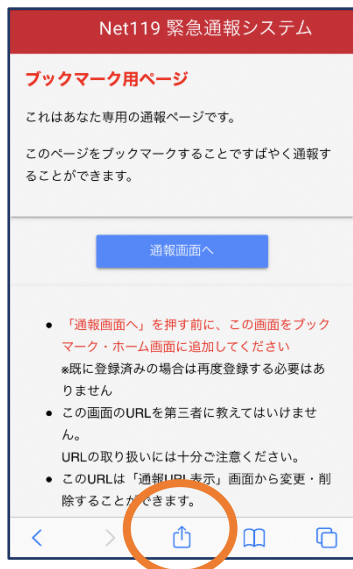 Net119 緊急通報システム
ブックマーク用ページ
これはあなた専用の通報ページです。
このページをブックマークすることですばやく通報す
ることができます。
通報画面へ
● 「通報画面へ」を押す前に、この画面をブック
マーク・ホーム画面に追加してください
※既に登録済みの場合は再度登録する必要はあ
りません
● この画面のURLを第三者に教えてはいけませ
ん。
URLの取り扱いには十分ご注意ください。
● このURLは「通報URL表示」画面から変更・削
除することができます。